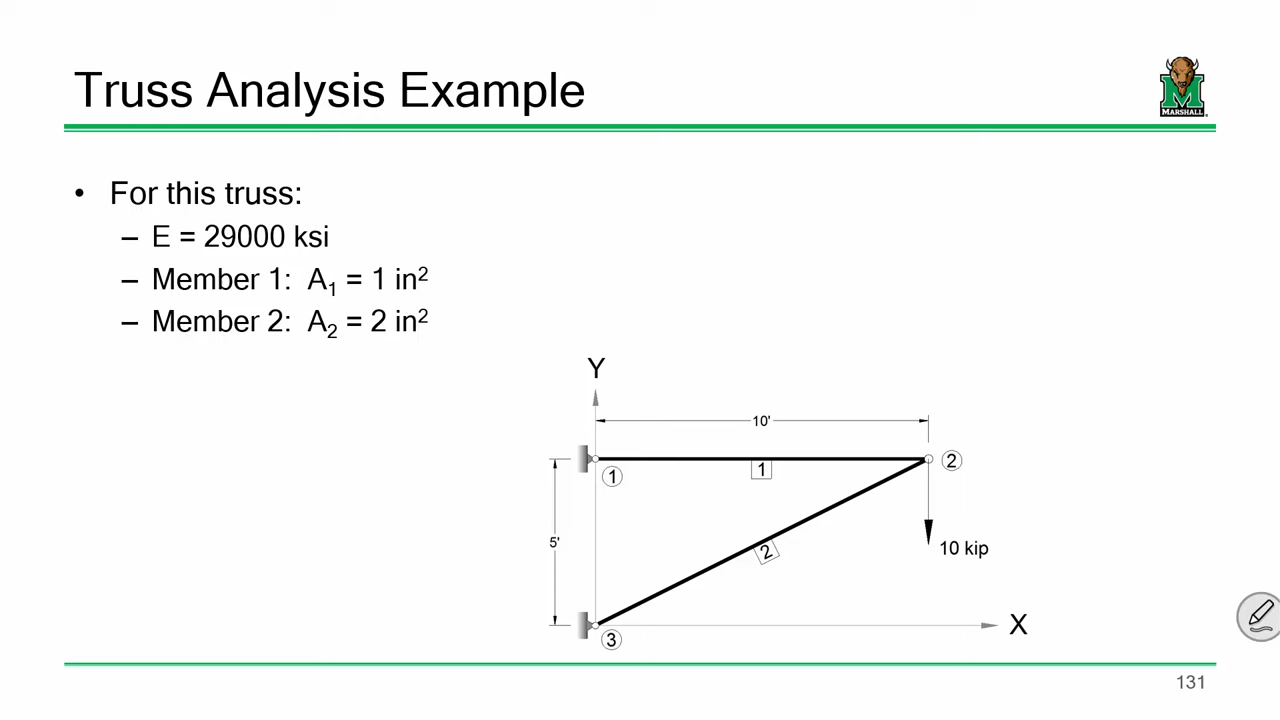 Truss Analysis Example
MARSHALL
• For this truss:
– E = 29000 ksi
– Member 1: A₁ = 1 in²
– Member 2: A₂ = 2 in²
Y
10'
1
1
2
5'
2
10 kip
3
X
131